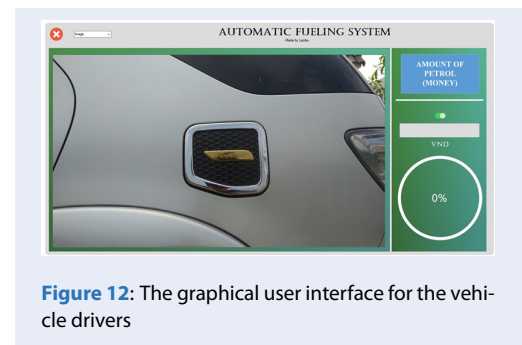 Image
AUTOMATIC FUELING SYSTEM
AMOUNT OF
PETROL
(MONEY)
VND
0%
Figure 12: The graphical user interface for the vehi-
cle drivers